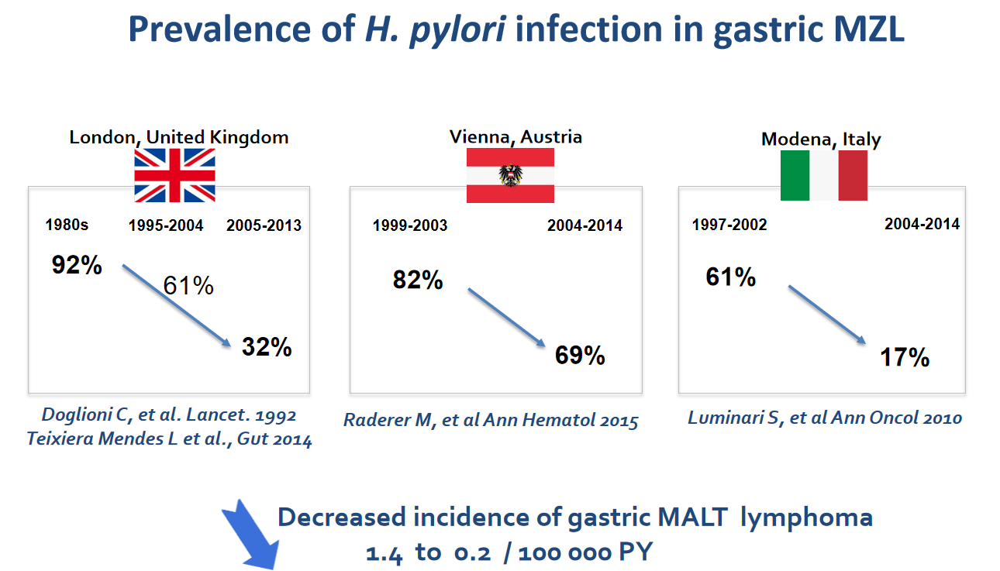 Prevalence of H. pylori infection in gastric MZL
London, United Kingdom
1980s 1995-2004 2005-2013
92%
61%
32%
Doglioni C, et al. Lancet. 1992
Teixiera Mendes L et al., Gut 2014
Vienna, Austria
1999-2003 2004-2014
82%
69%
Raderer M, et al Ann Hematol 2015
Modena, Italy
1997-2002 2004-2014
61%
17%
Luminari S, et al Ann Oncol 2010
Decreased incidence of gastric MALT lymphoma
1.4 to 0.2 / 100 000 PY